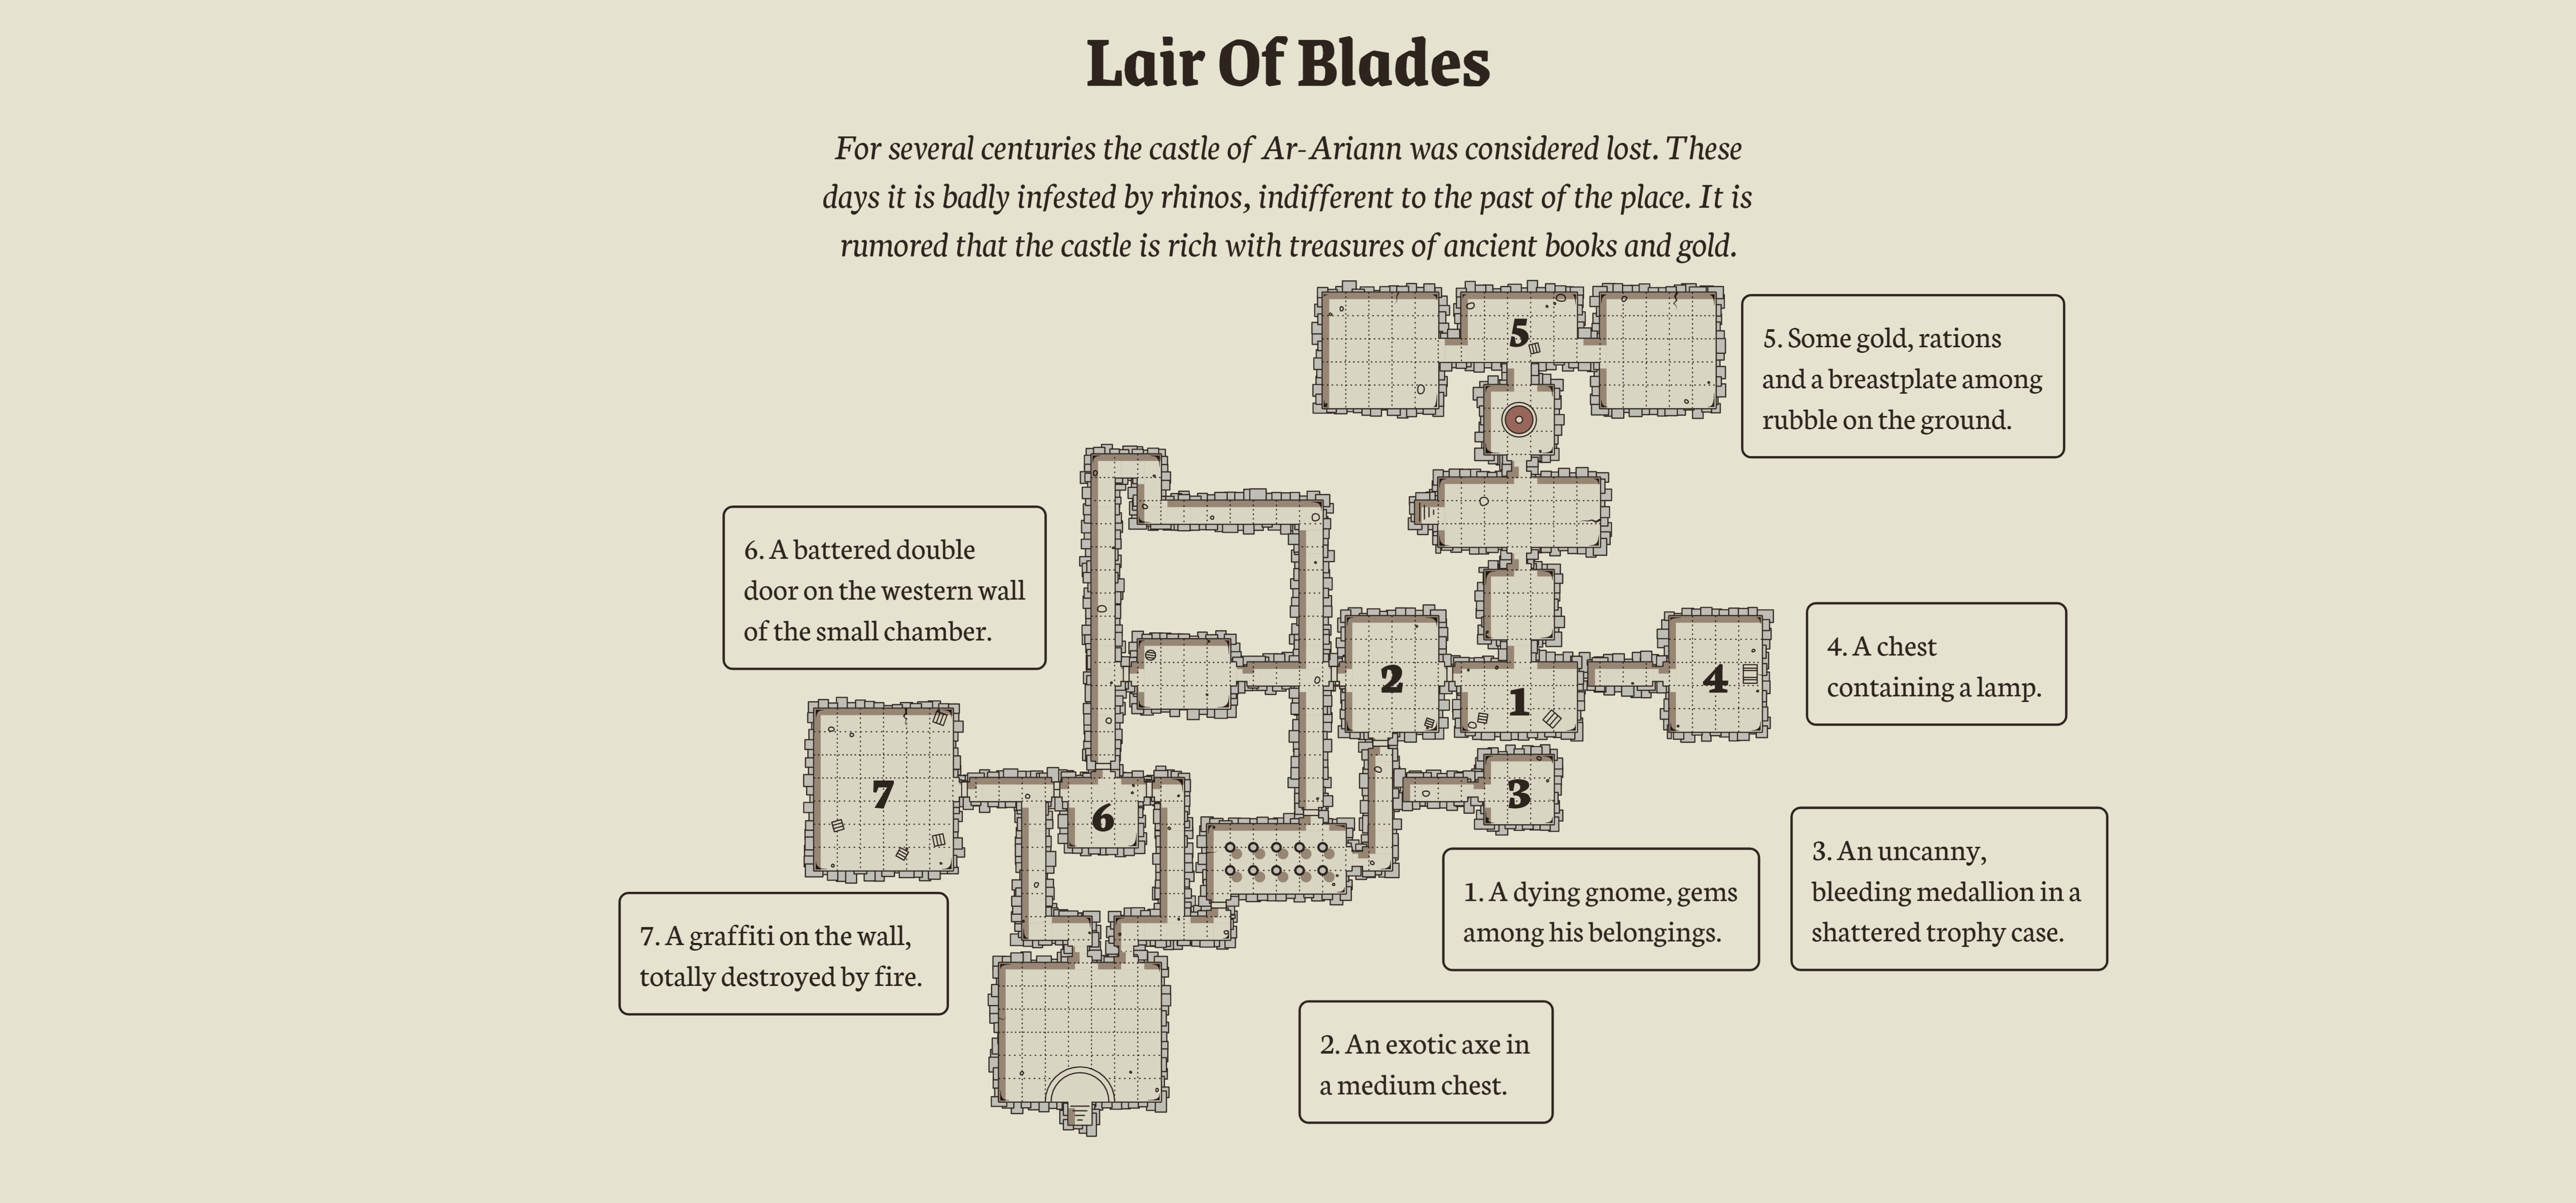 Lair Of Blades
For several centuries the castle of Ar-Ariann was considered lost. These
days it is badly infested by rhinos, indifferent to the past of the place. It is
rumored that the castle is rich with treasures of ancient books and gold.
5
5. Some gold, rations
and a breastplate among
rubble on the ground.
6. A battered double
door on the western wall
of the small chamber.
2
1
4
4. A chest
containing a lamp.
7
6
3
3. An uncanny,
bleeding medallion in a
shattered trophy case.
1. A dying gnome, gems
among his belongings.
7. A graffiti on the wall,
totally destroyed by fire.
2. An exotic axe in
a medium chest.